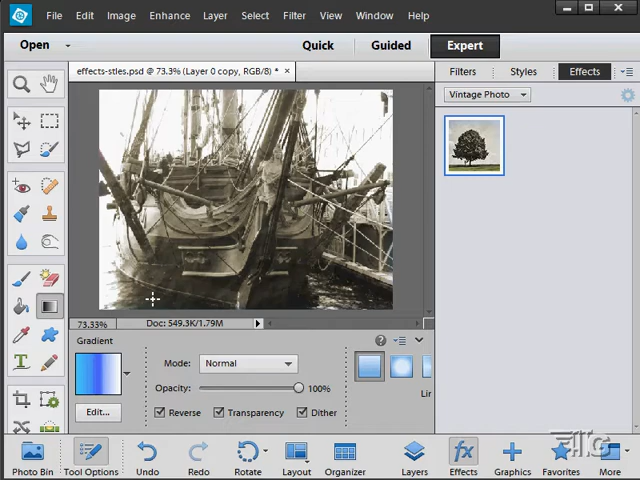 File Edit Image Enhance Layer Select Filter View Window Help
Open Quick Guided Expert
effects-stles.psd @ 73.3% (Layer 0 copy, RGB/8) * ×
Filters Styles Effects
Vintage Photo
73.33% Doc: 549.3K/1.79M
Gradient
Mode: Normal
Opacity: 100%
Edit... Reverse Transparency Dither
Lir
T
Photo Bin Tool Options Undo Redo Rotate Layout Organizer Layers fx Effects Graphics Favorites More